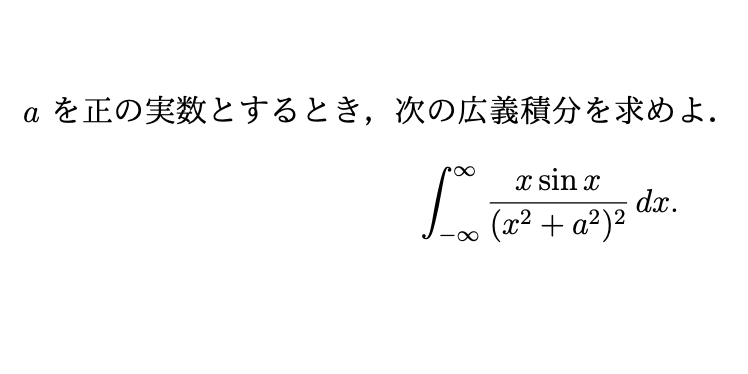 a を正の実数とするとき，次の広義積分を求めよ．
\int_{-\infty}^{\infty} \frac{x \sin x}{(x^2 + a^2)^2} dx.